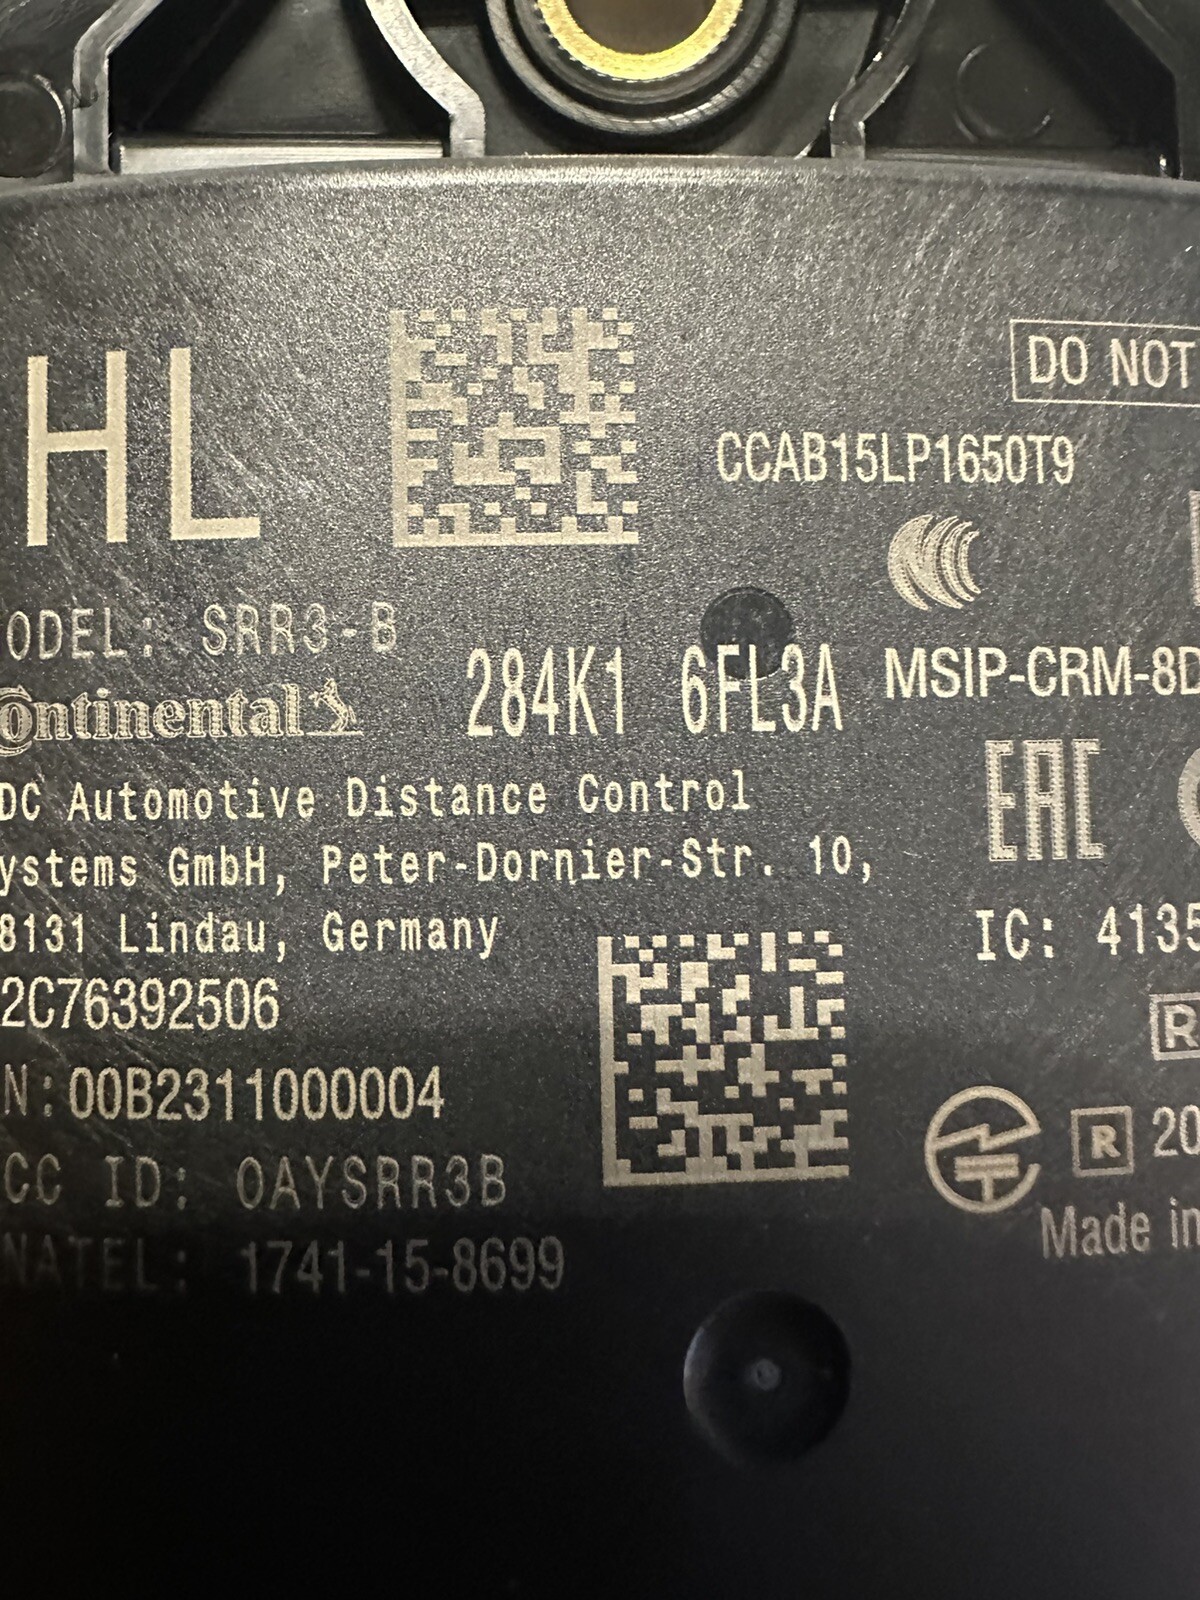 HL
DO NOT
CCAB15LP1650T9
ODEL: SRR3-B
284K1 6FL3A
MSIP-CRM-8D
Ontinental
EAC
DC Automotive Distance Control
ystems GmbH, Peter-Dornier-Str. 10,
8131 Lindau, Germany
IC: 4135
2C76392506
R
N:00B2311000004
R 20
CC ID: OAYSRR3B
Made in
NATEL: 1741-15-8699